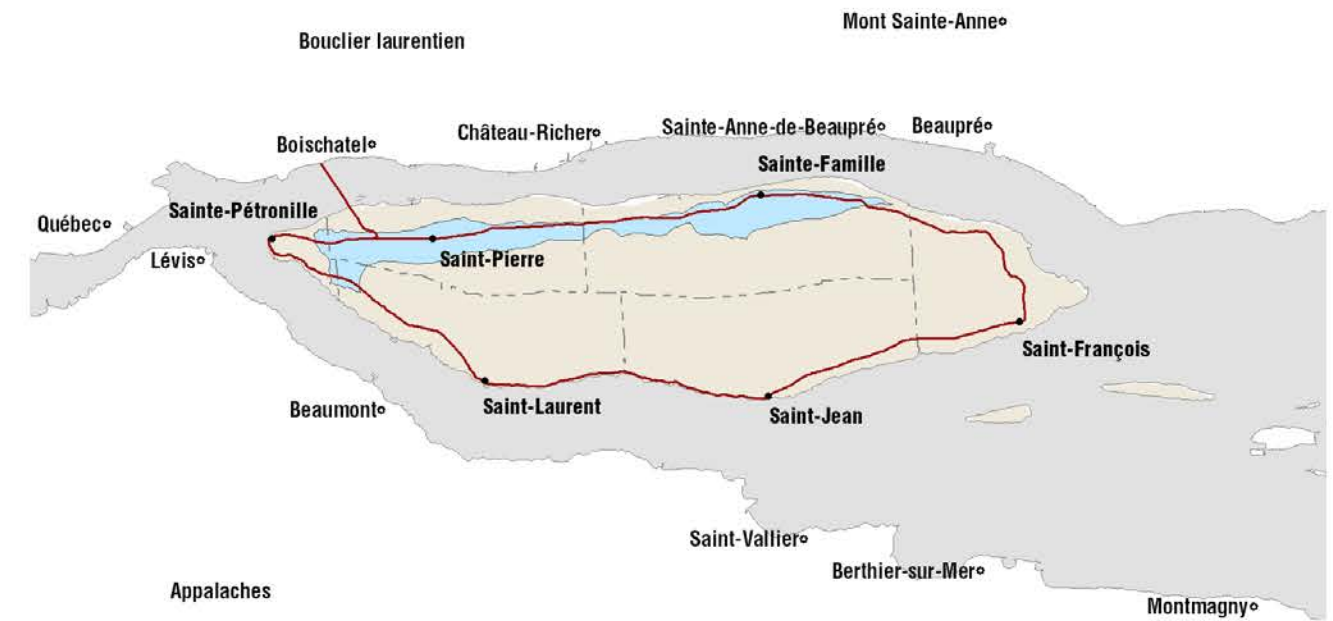 Mont Sainte-Anne
Bouclier laurentien
Château-Richer
Sainte-Anne-de-Beaupré
Beaupré
Boischatel
Sainte-Famille
Sainte-Pétronille
Québec
Lévis
Saint-Pierre
Saint-François
Beaumont
Saint-Laurent
Saint-Jean
Saint-Vallier
Berthier-sur-Mer
Appalaches
Montmagny